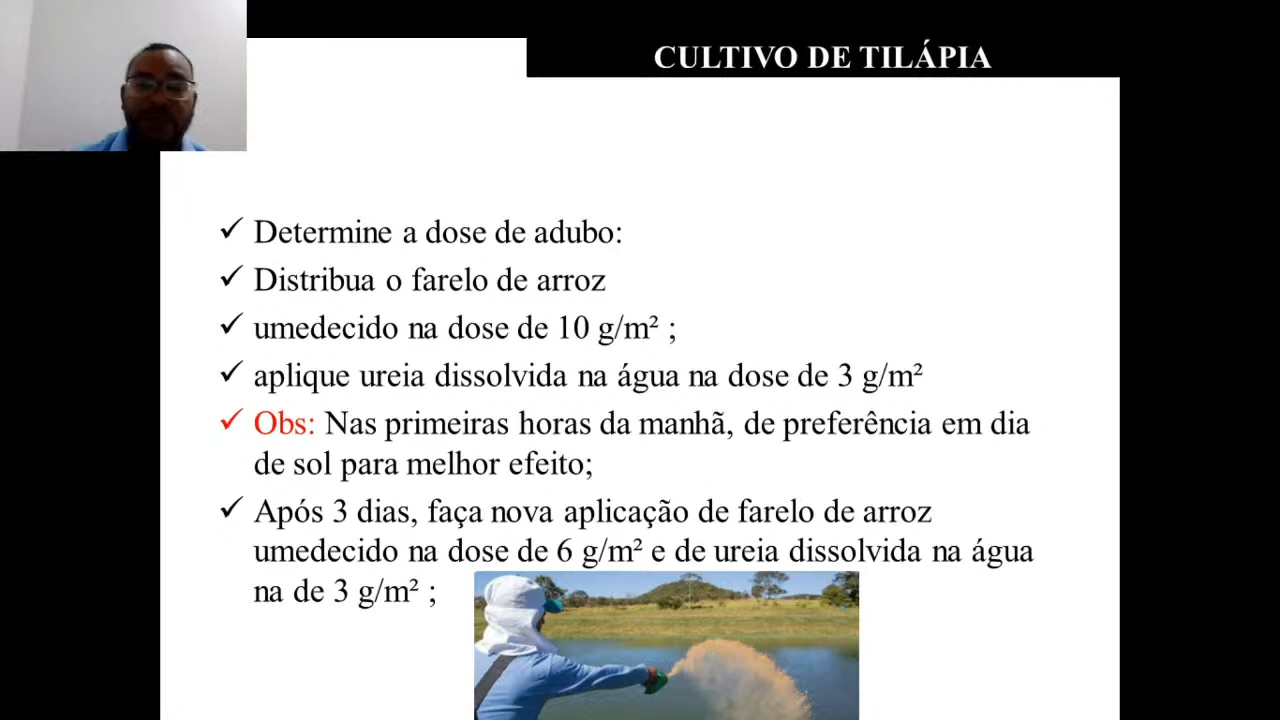 CULTIVO DE TILÁPIA
✓ Determine a dose de adubo:
✓ Distribua o farelo de arroz
✓ umedecido na dose de 10 g/m² ;
✓ aplique ureia dissolvida na água na dose de 3 g/m²
✓ Obs: Nas primeiras horas da manhã, de preferência em dia
de sol para melhor efeito;
✓ Após 3 dias, faça nova aplicação de farelo de arroz
umedecido na dose de 6 g/m² e de ureia dissolvida na água
na de 3 g/m² ;